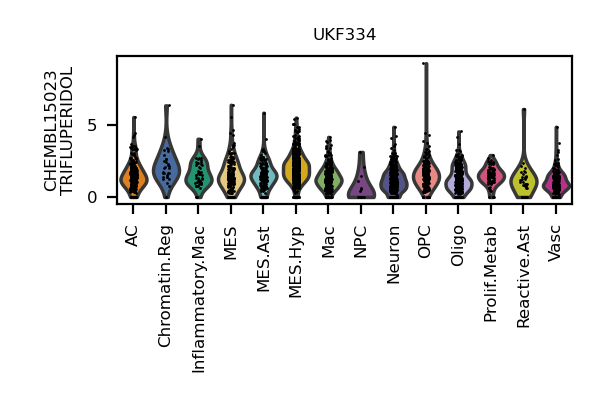 UKF334
CHEMBL15023
TRIFLUPERIDOL
5
0
AC
Chromatin.Reg
Inflammatory.Mac
MES
MES.Ast
MES.Hyp
Mac
NPC
Neuron
OPC
Oligo
Prolif.Metab
Reactive.Ast
Vasc